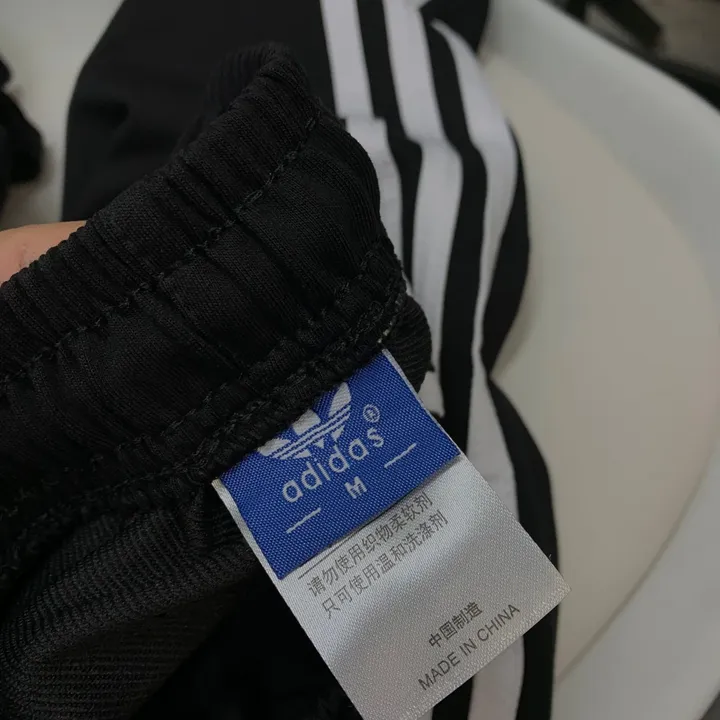 adidas®
M
请勿使用织物柔软剂
只可使用温和洗涤剂
中国制造
MADE IN CHINA